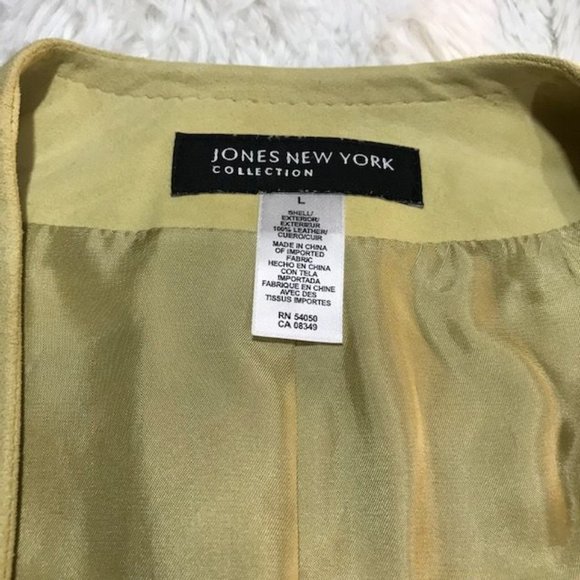 JONES NEW YORK
COLLECTION
L
SHELL/
EXTERIOR/
EXTERIEUR
100% LEATHER/
CUERO/CUIR
MADE IN CHINA
OF IMPORTED
FABRIC
HECHO EN CHINA
CON TELA
IMPORTADA
FABRIQUE EN CHINE
AVEC DES
TISSUS IMPORTES
RN 54050
CA 08349